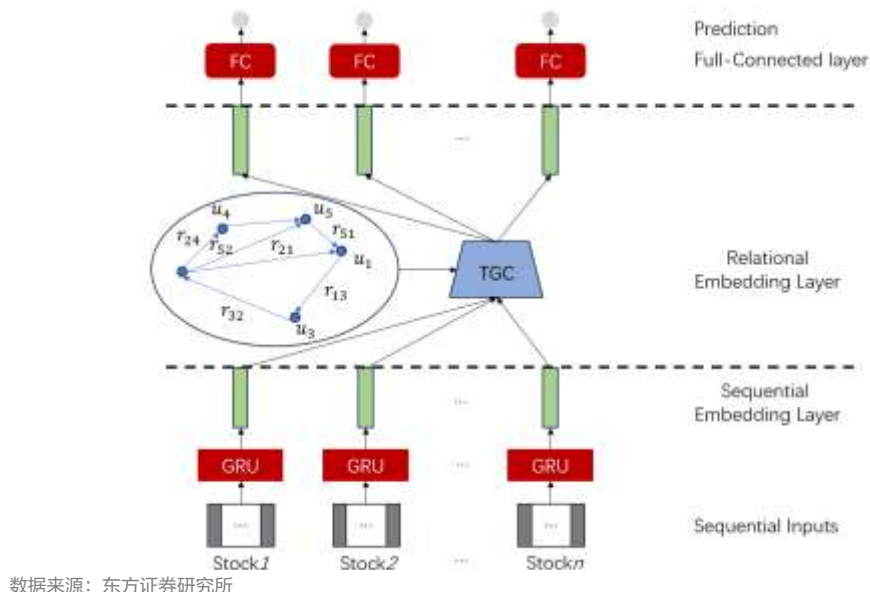 Prediction
FC FC FC Full-Connected layer
...
u4 u5
r24 r52 r51
r21 u1
TGC
Relational
Embedding Layer
r13
r32 u3
...
Sequential
Embedding Layer
GRU GRU ... GRU
... ... ... Sequential Inputs
Stock1 Stock2 ... Stockn
数据来源：东方证券研究所